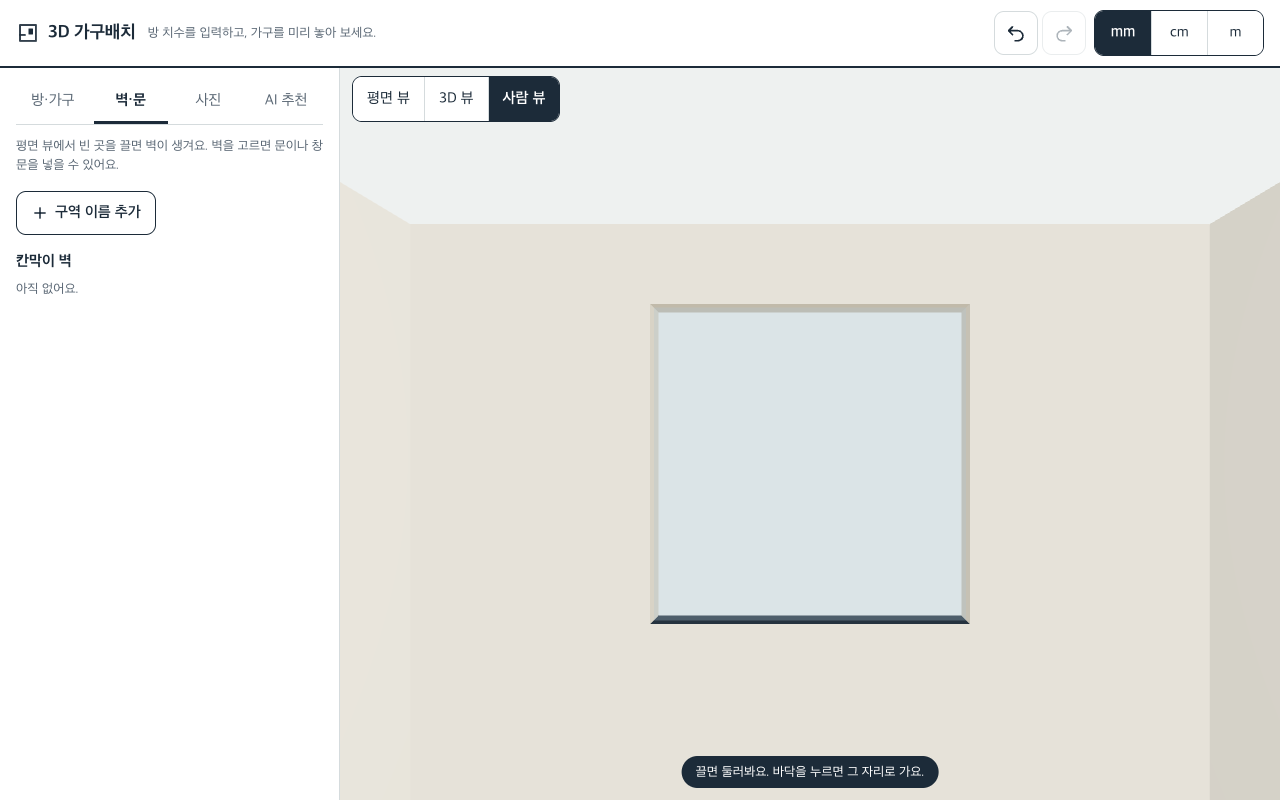 3D 가구배치 방 치수를 입력하고, 가구를 미리 놓아 보세요.
mm cm m
방·가구 벽·문 사진 AI 추천
평면 뷰 3D 뷰 사람 뷰
평면 뷰에서 빈 곳을 끌면 벽이 생겨요. 벽을 고르면 문이나 창
문을 넣을 수 있어요.
+ 구역 이름 추가
칸막이 벽
아직 없어요.
끌면 둘러봐요. 바닥을 누르면 그 자리로 가요.